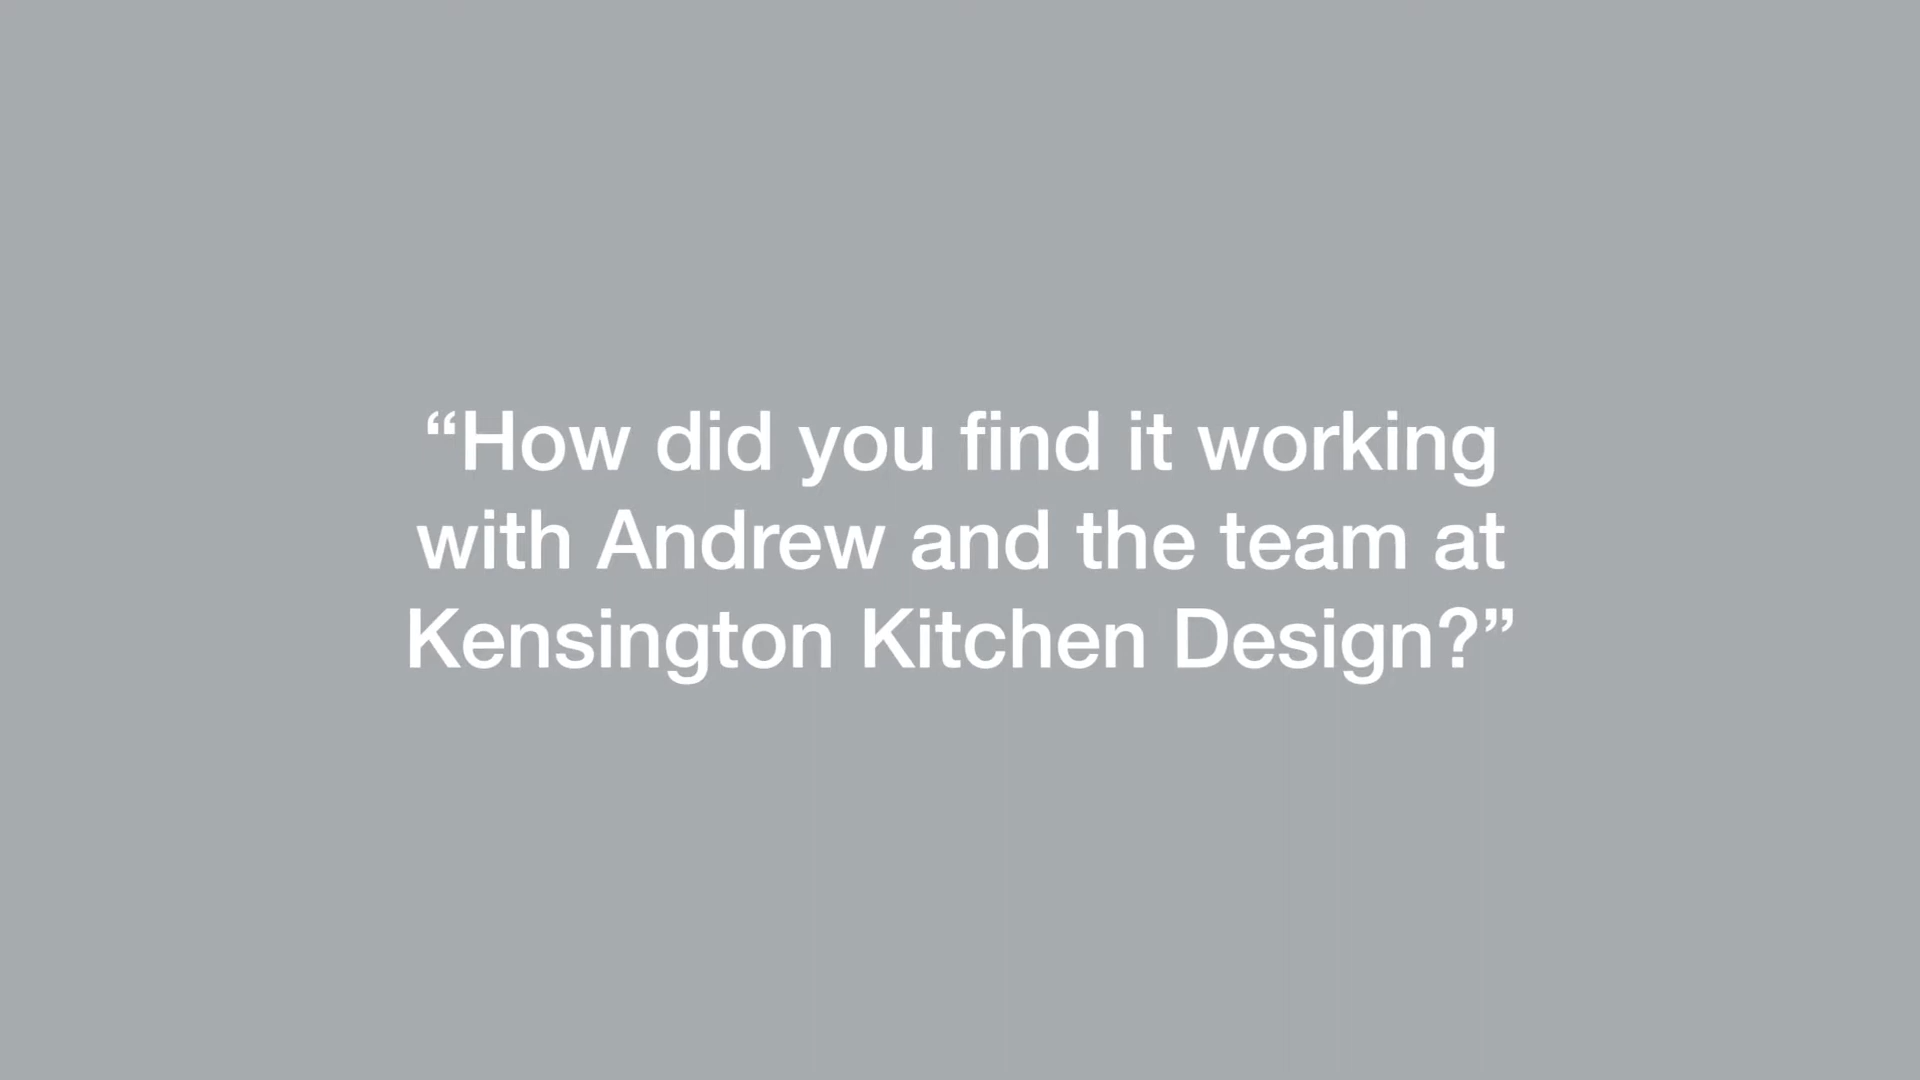 “How did you find it working
with Andrew and the team at
Kensington Kitchen Design?”